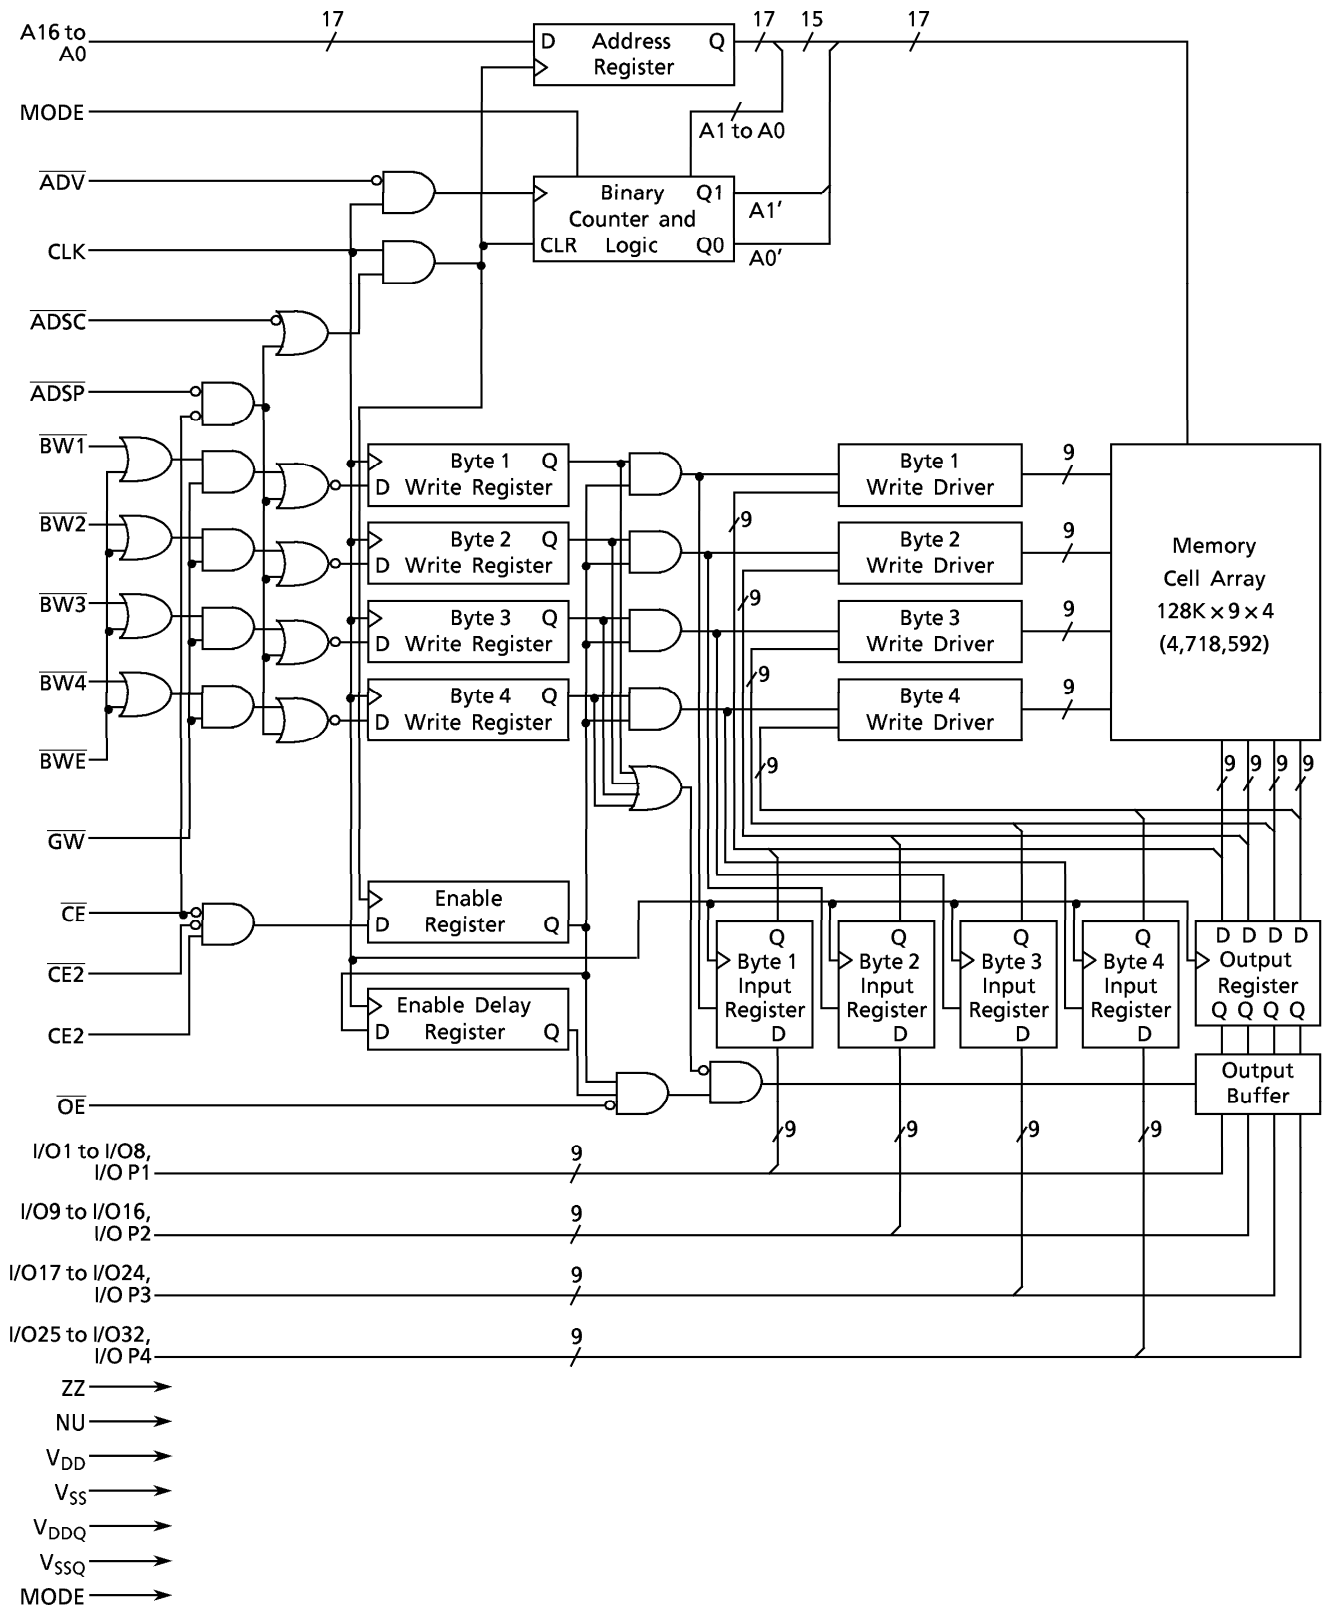 A16 to
A0
17
D Address Q
Register
17
15
17
MODE
A1 to A0
ADV
Binary Q1
Counter and
CLR Logic Q0
A1'
A0'
CLK
ADSC
ADSP
BW1
Byte 1 Q
D Write Register
Byte 1
Write Driver
9
9
BW2
Byte 2 Q
D Write Register
Byte 2
Write Driver
9
9
BW3
Byte 3 Q
D Write Register
Byte 3
Write Driver
9
9
BW4
Byte 4 Q
D Write Register
Byte 4
Write Driver
9
9
Memory
Cell Array
128K × 9 × 4
(4,718,592)
BWE
9 9 9 9
GW
CE
Enable
D Register Q
CE2
Enable Delay
D Register Q
CE2
Q
Byte 1
Input
Register
D
Q
Byte 2
Input
Register
D
Q
Byte 3
Input
Register
D
Q
Byte 4
Input
Register
D
D D D D
Output
Register
Q Q Q Q
Output
Buffer
OE
9
9
9
9
I/O1 to I/O8,
I/O P1
9
I/O9 to I/O16,
I/O P2
9
I/O17 to I/O24,
I/O P3
9
I/O25 to I/O32,
I/O P4
9
ZZ
NU
VDD
VSS
VDDQ
VSSQ
MODE